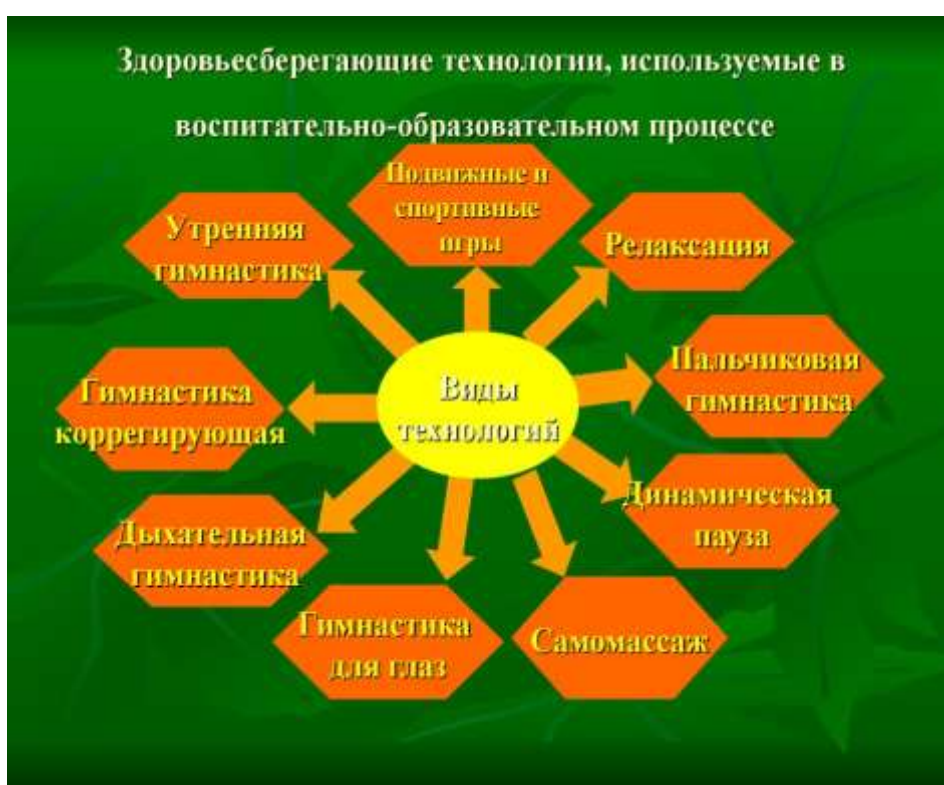 Здоровьесберегающие технологии, используемые в
воспитательно-образовательном процессе
Подвижные и
спортивные
игры
Утренняя
гимнастика
Релаксация
Пальчиковая
гимнастика
Виды
технологий
Гимнастика
коррегирующая
Динамическая
пауза
Дыхательная
гимнастика
Гимнастика
для глаз
Самомассаж